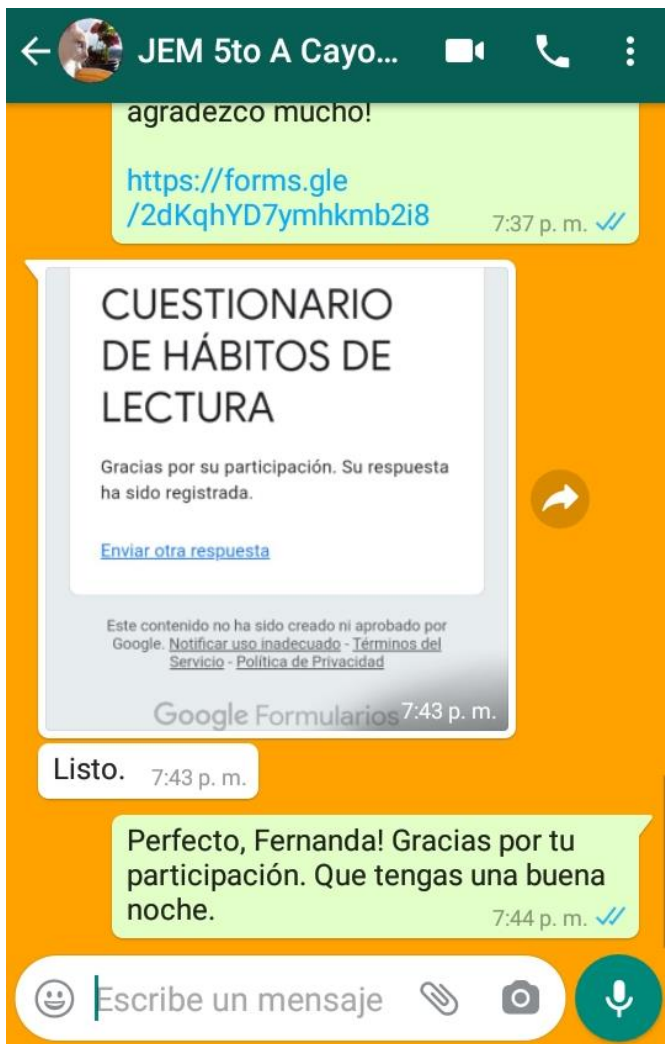 JEM 5to A Cayo...
agradezco mucho!
https://forms.gle
/2dKqhYD7ymhkmb2i8
7:37 p. m.
CUESTIONARIO
DE HÁBITOS DE
LECTURA
Gracias por su participación. Su respuesta
ha sido registrada.
Enviar otra respuesta
Este contenido no ha sido creado ni aprobado por
Google. Notificar uso inadecuado - Términos del
Servicio - Política de Privacidad
Google Formularios
7:43 p. m.
Listo.
7:43 p. m.
Perfecto, Fernanda! Gracias por tu
participación. Que tengas una buena
noche.
7:44 p. m.
Escribe un mensaje